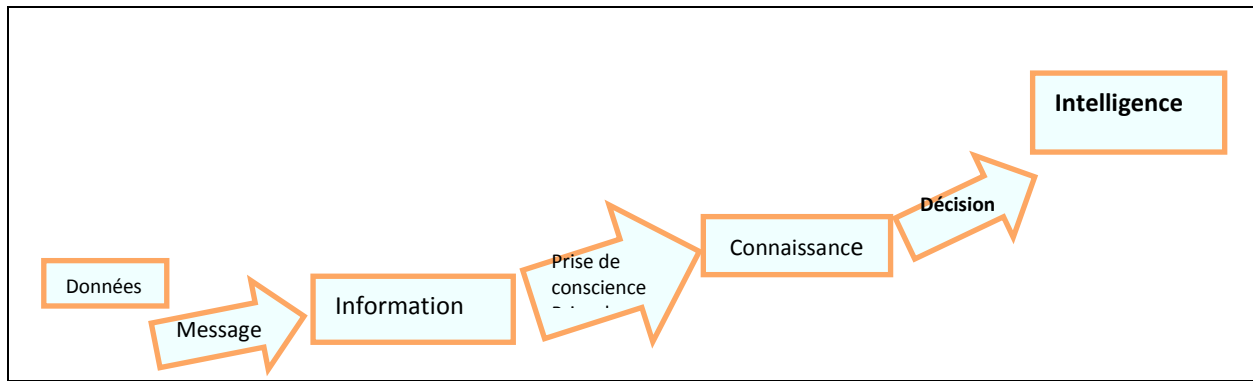 Données
Message
Information
Prise de
conscience
Connaissance
Décision
Intelligence